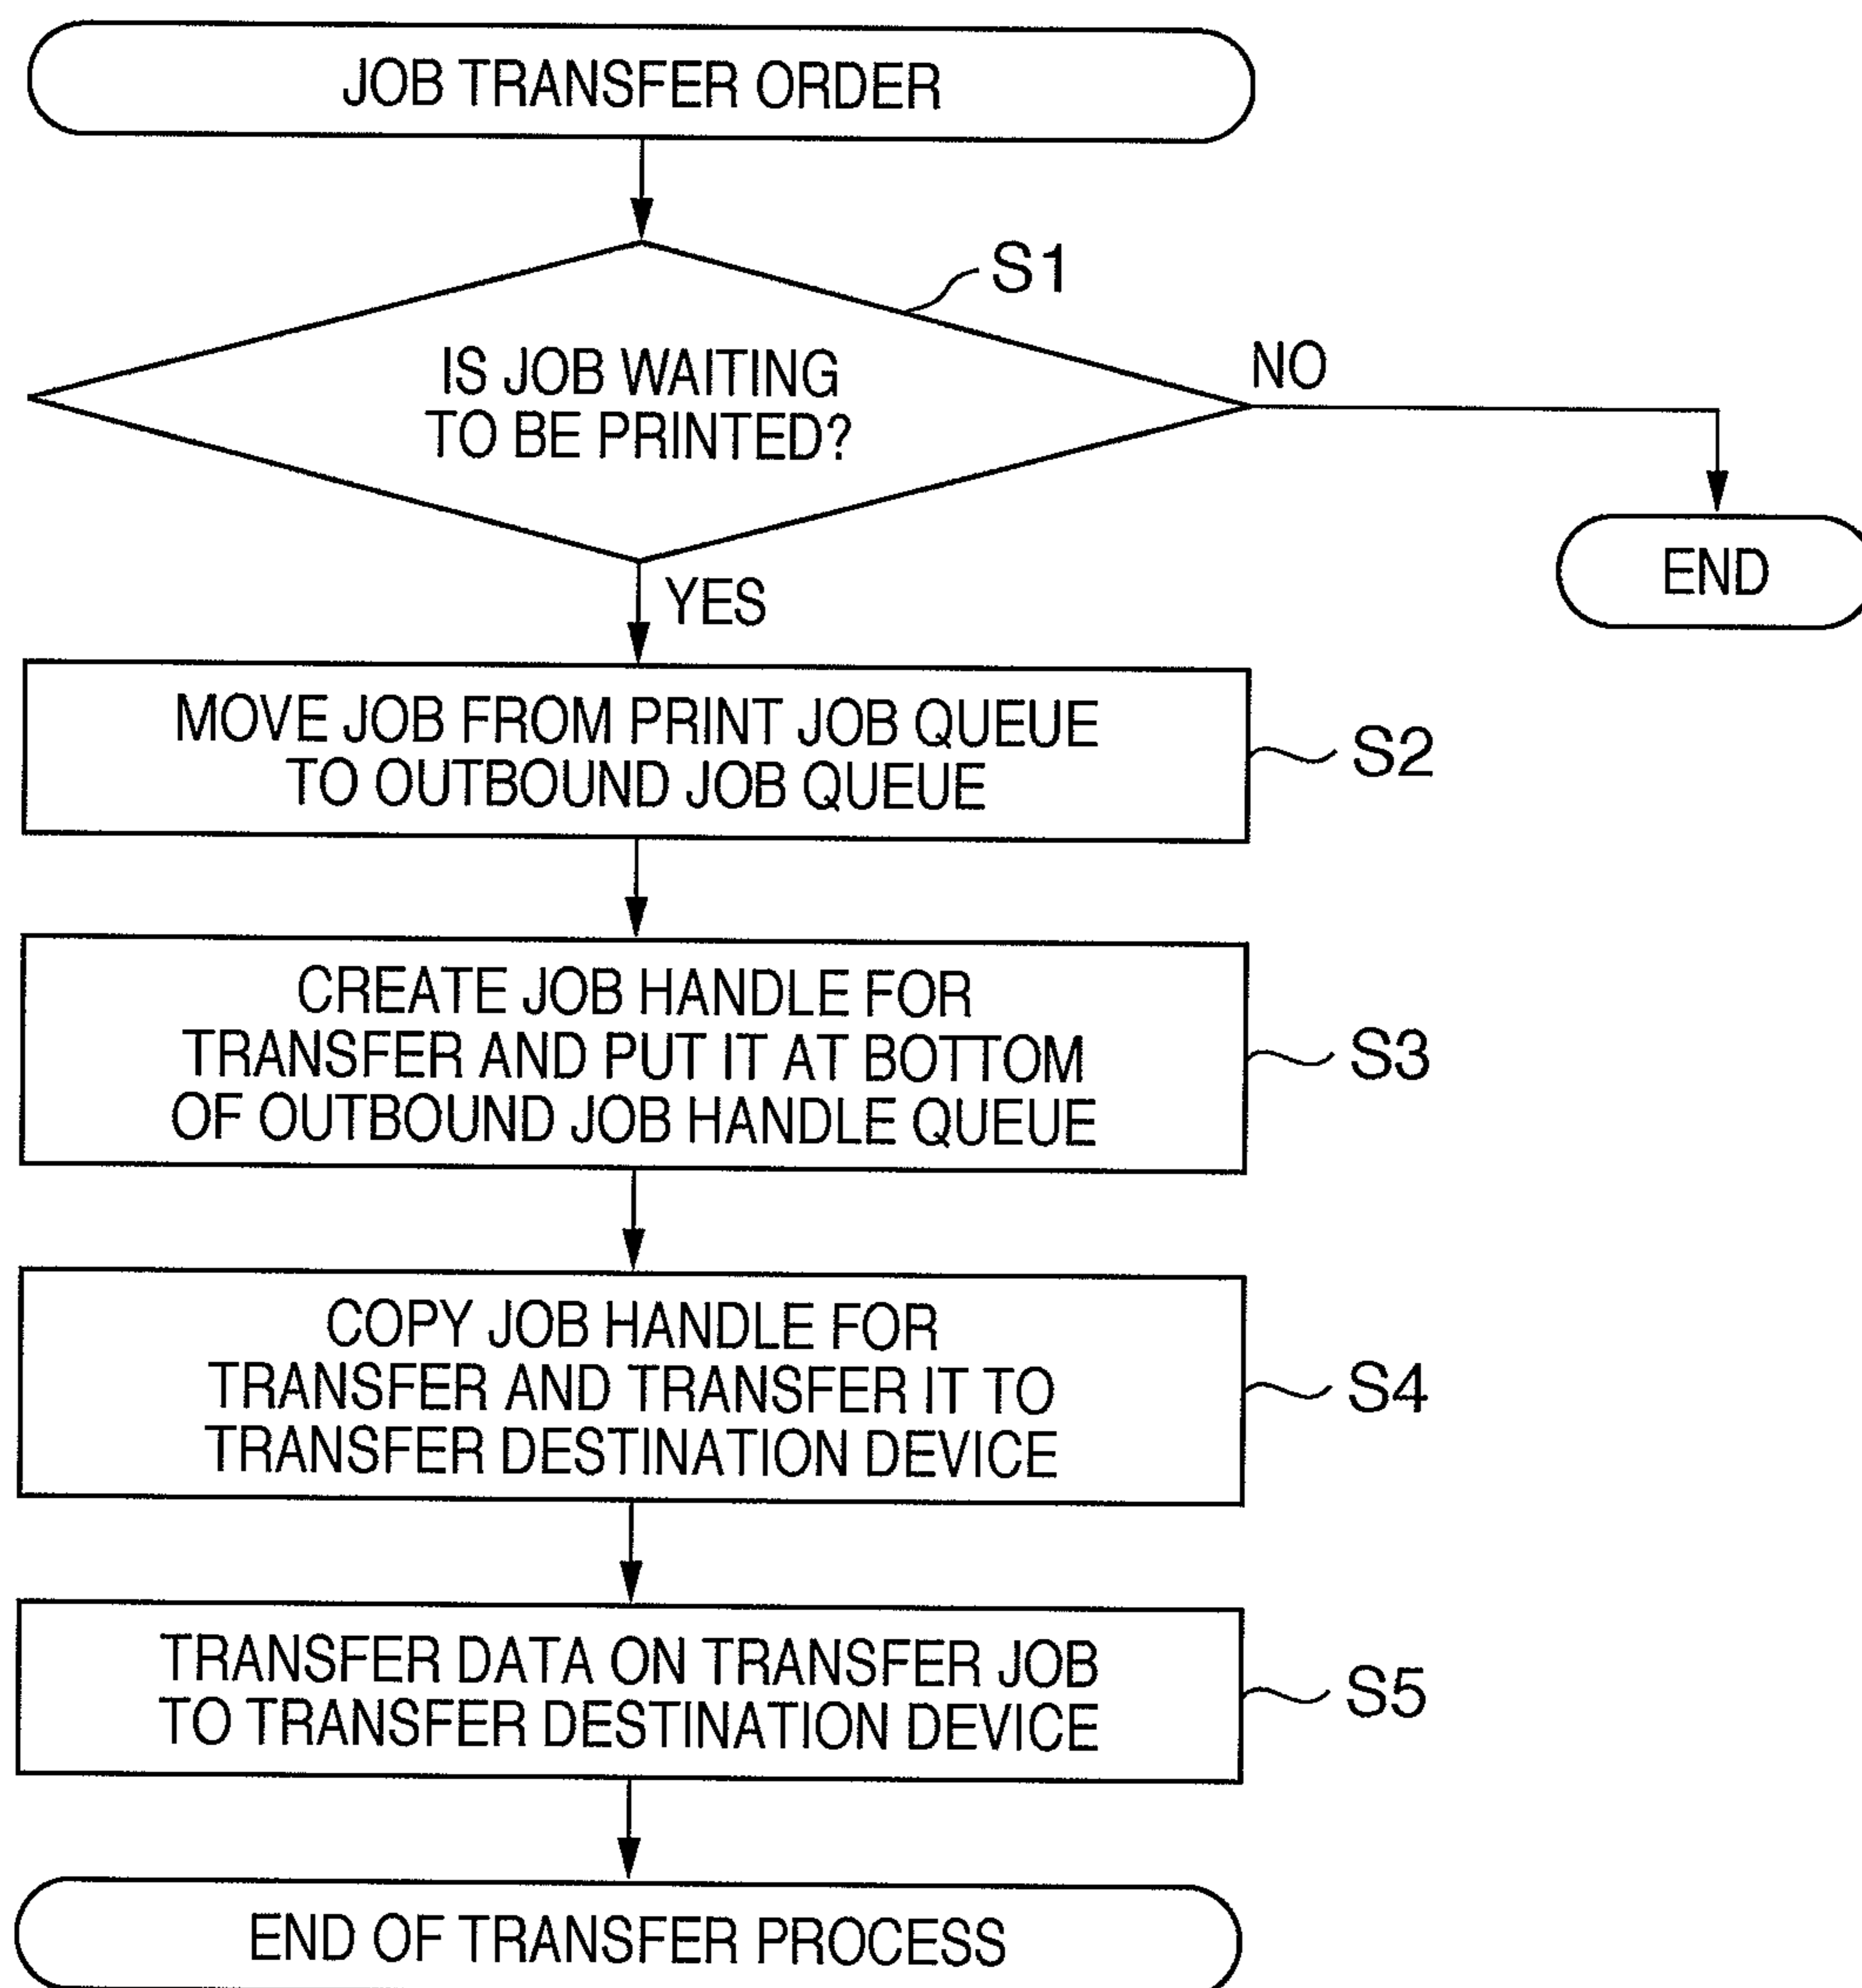 JOB TRANSFER ORDER
S1
IS JOB WAITING
TO BE PRINTED?
NO
END
YES
MOVE JOB FROM PRINT JOB QUEUE
TO OUTBOUND JOB QUEUE
S2
CREATE JOB HANDLE FOR
TRANSFER AND PUT IT AT BOTTOM
OF OUTBOUND JOB HANDLE QUEUE
S3
COPY JOB HANDLE FOR
TRANSFER AND TRANSFER IT TO
TRANSFER DESTINATION DEVICE
S4
TRANSFER DATA ON TRANSFER JOB
TO TRANSFER DESTINATION DEVICE
S5
END OF TRANSFER PROCESS